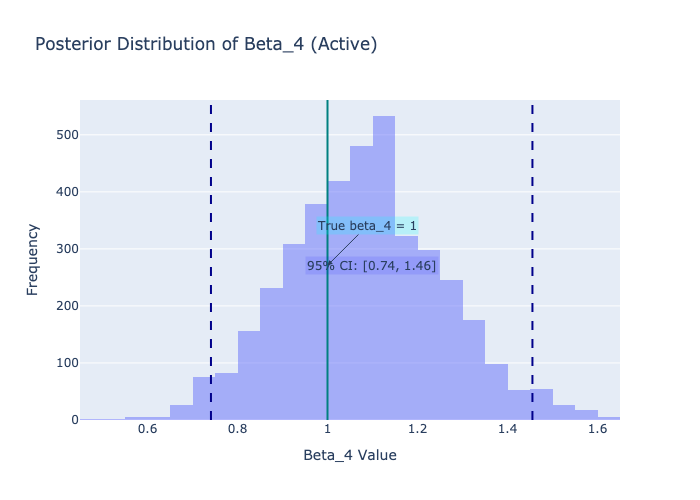 Posterior Distribution of Beta_4 (Active)
500
400
300
200
100
0
Frequency
True beta_4 = 1
95% CI: [0.74, 1.46]
0.6
0.8
1
1.2
1.4
1.6
Beta_4 Value